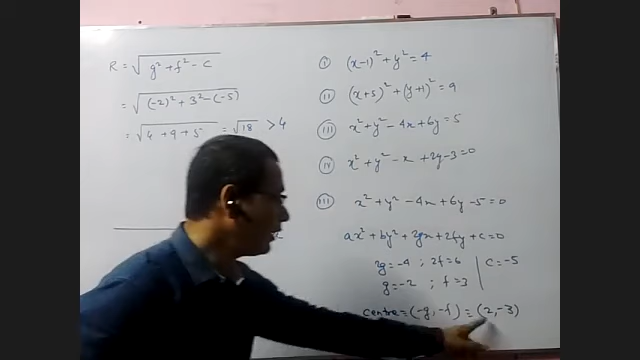 R = √g² + f² - c
= √(-2)² + 3² - (-5)
= √4 + 9 + 5 = √18 > 4
(i) (x-1)² + y² = 4
(ii) (x+5)² + (y+1)² = 9
(iii) x² + y² - 4x + 6y = 5
(iv) x² + y² - x + 2y - 3 = 0
(iii) x² + y² - 4x + 6y - 5 = 0
ax² + by² + 2gx + 2fy + c = 0
2g = -4 ; 2f = 6 | c = -5
g = -2 ; f = 3
centre = (-g, -f) = (2, -3)